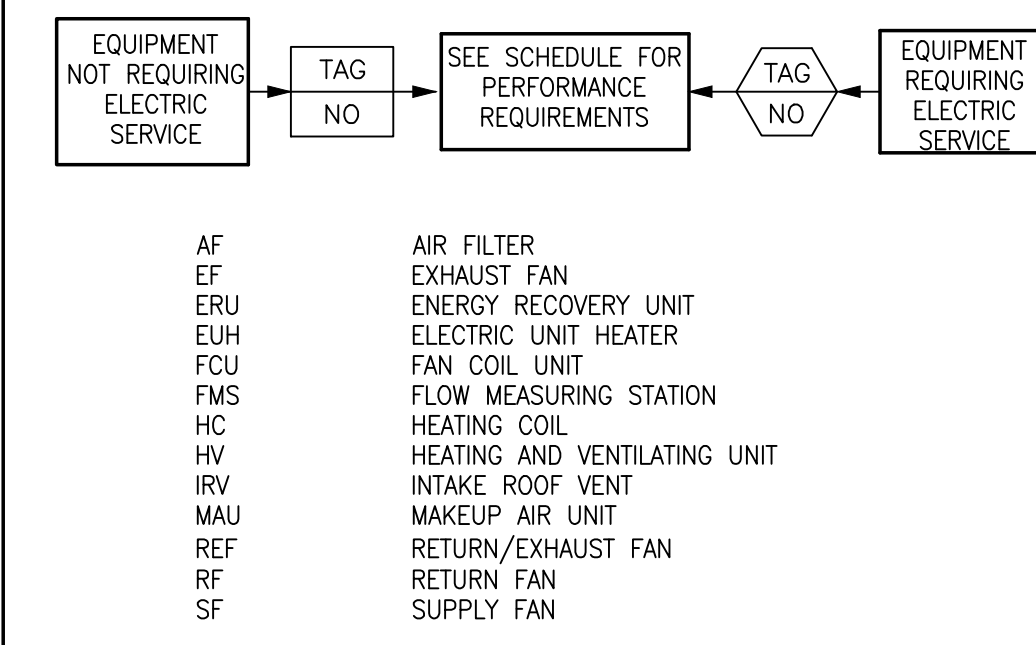 EQUIPMENT
NOT REQUIRING
ELECTRIC
SERVICE
TAG
NO
SEE SCHEDULE FOR
PERFORMANCE
REQUIREMENTS
TAG
NO
EQUIPMENT
REQUIRING
ELECTRIC
SERVICE
AF AIR FILTER
EF EXHAUST FAN
ERU ENERGY RECOVERY UNIT
EUH ELECTRIC UNIT HEATER
FCU FAN COIL UNIT
FMS FLOW MEASURING STATION
HC HEATING COIL
HV HEATING AND VENTILATING UNIT
IRV INTAKE ROOF VENT
MAU MAKEUP AIR UNIT
REF RETURN/EXHAUST FAN
RF RETURN FAN
SF SUPPLY FAN